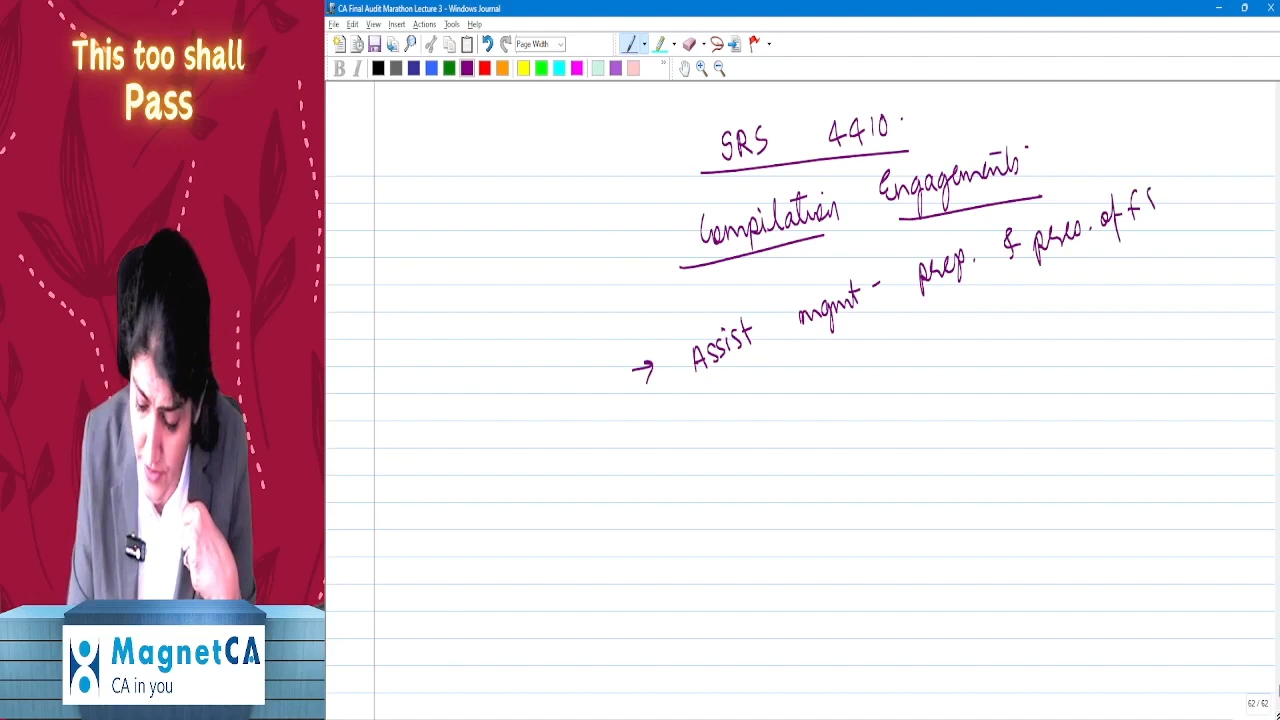 This too shall
Pass
CA Final Audit Marathon Lecture 3 - Windows Journal
File Edit View Insert Actions Tools Help
Page Width
B I
SRS 4410.
Compilation Engagements
→ Assist mgmt - prep. & pres. of FS
MagnetCA
CA in you
62 / 62